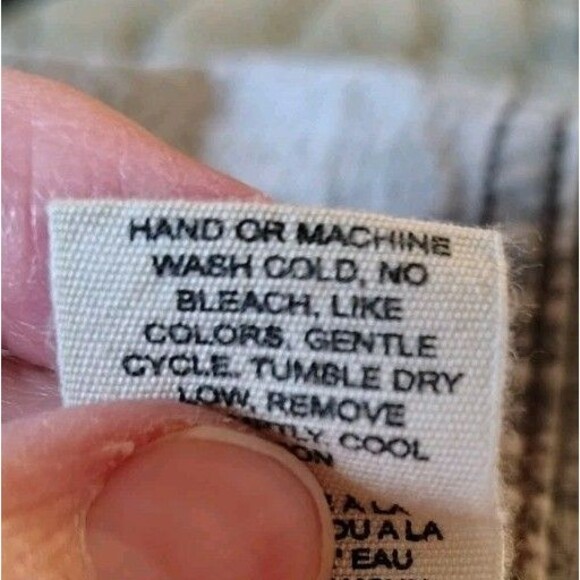 HAND OR MACHINE
WASH COLD, NO
BLEACH, LIKE
COLORS, GENTLE
CYCLE. TUMBLE DRY
LOW, REMOVE
COOL
A LA
OU A LA
EAU